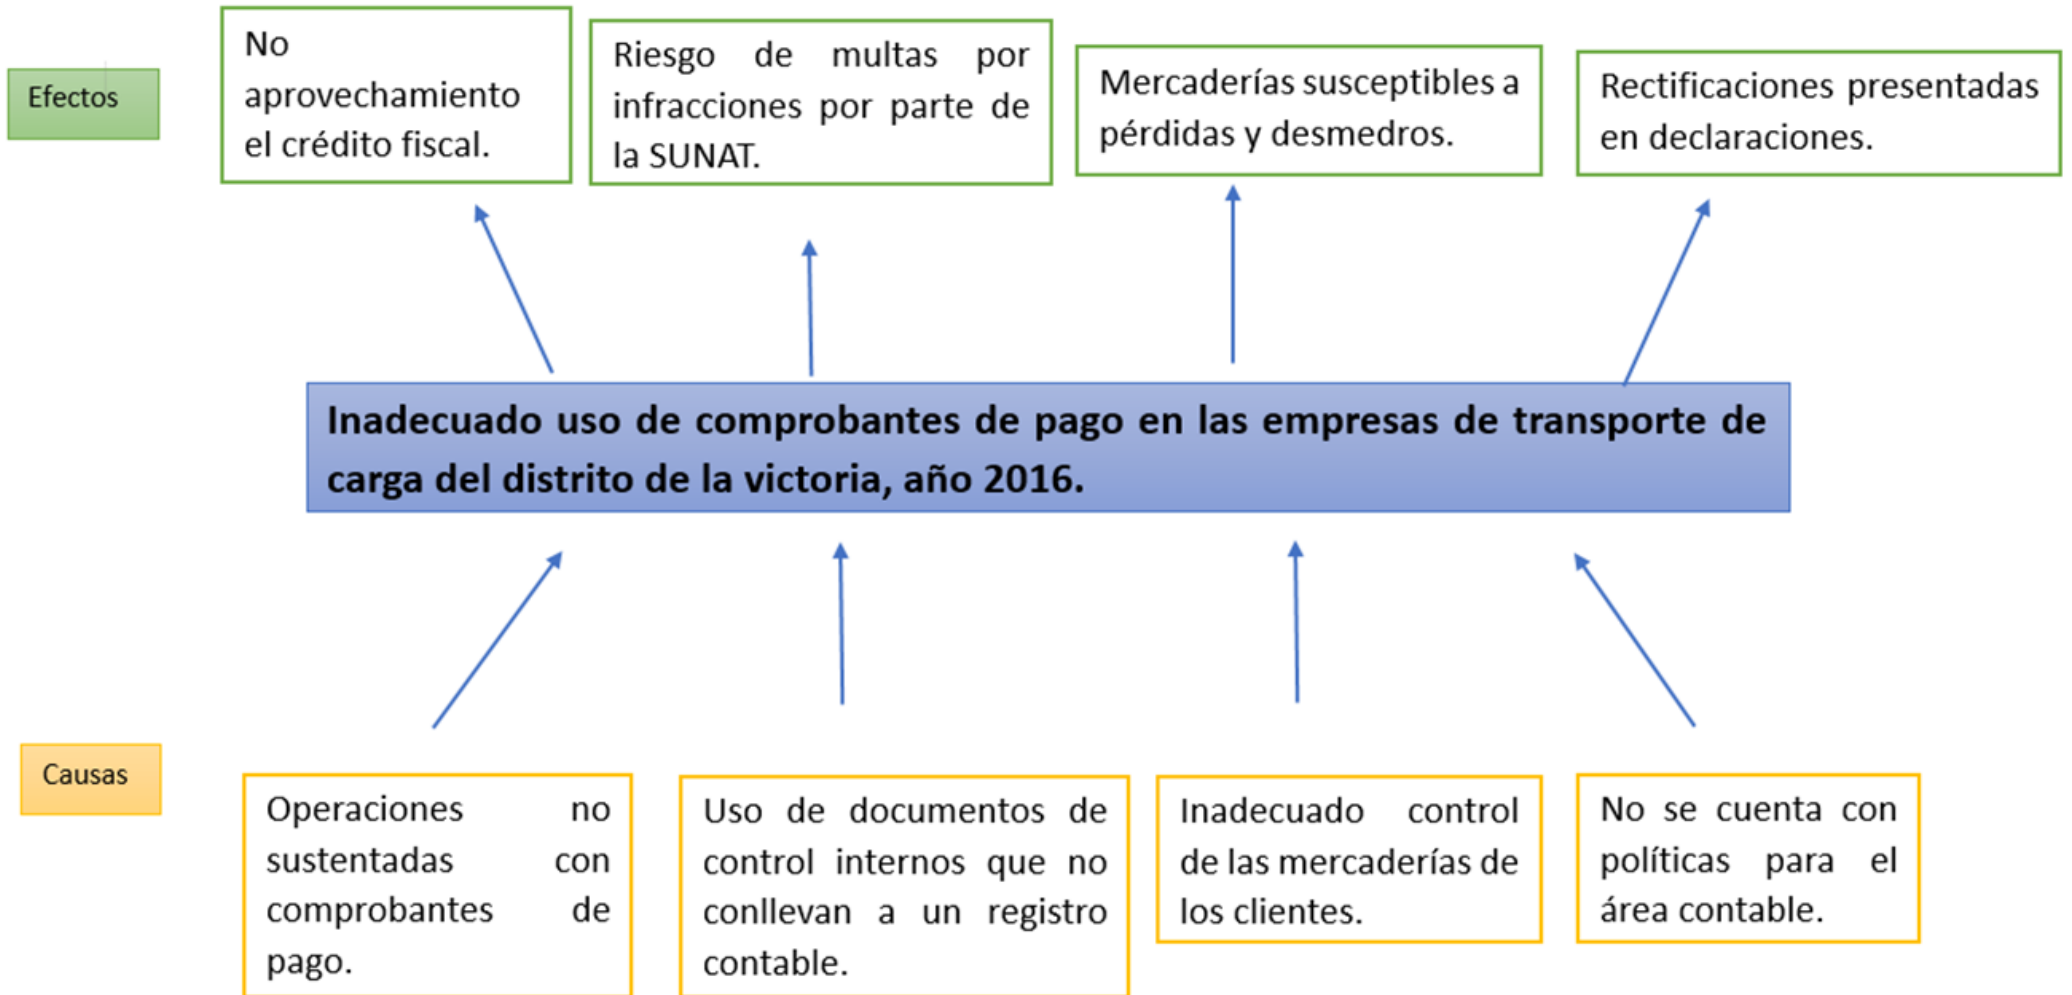 Efectos
No
aprovechamiento
el crédito fiscal.
Riesgo de multas por
infracciones por parte de
la SUNAT.
Mercaderías susceptibles a
pérdidas y desmedros.
Rectificaciones presentadas
en declaraciones.
Inadecuado uso de comprobantes de pago en las empresas de transporte de
carga del distrito de la victoria, año 2016.
Causas
Operaciones no
sustentadas con
comprobantes de
pago.
Uso de documentos de
control internos que no
conllevan a un registro
contable.
Inadecuado control
de las mercaderías de
los clientes.
No se cuenta con
políticas para el
área contable.